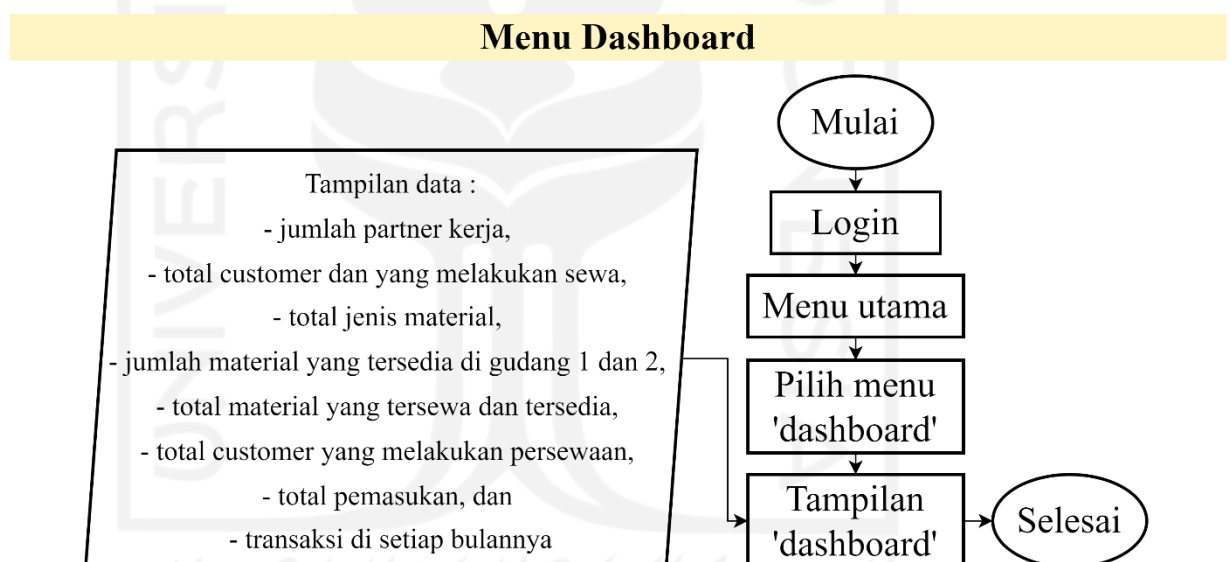 Menu Dashboard
Mulai
Login
Menu utama
Pilih menu
'dashboard'
Tampilan
'dashboard'
Selesai
Tampilan data :
- jumlah partner kerja,
- total customer dan yang melakukan sewa,
- total jenis material,
- jumlah material yang tersedia di gudang 1 dan 2,
- total material yang tersewa dan tersedia,
- total customer yang melakukan persewaan,
- total pemasukan, dan
- transaksi di setiap bulannya